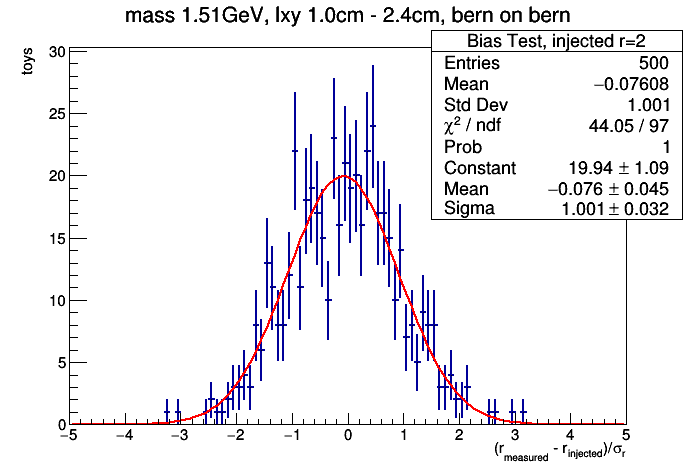 mass 1.51GeV, lxy 1.0cm - 2.4cm, bern on bern
Bias Test, injected r=2
Entries 500
Mean −0.07608
Std Dev 1.001
χ² / ndf 44.05 / 97
Prob 1
Constant 19.94 ± 1.09
Mean −0.076 ± 0.045
Sigma 1.001 ± 0.032
toys
30
25
20
15
10
5
0
−5 −4 −3 −2 −1 0 1 2 3 4 5
(r_measured - r_injected)/σ_r